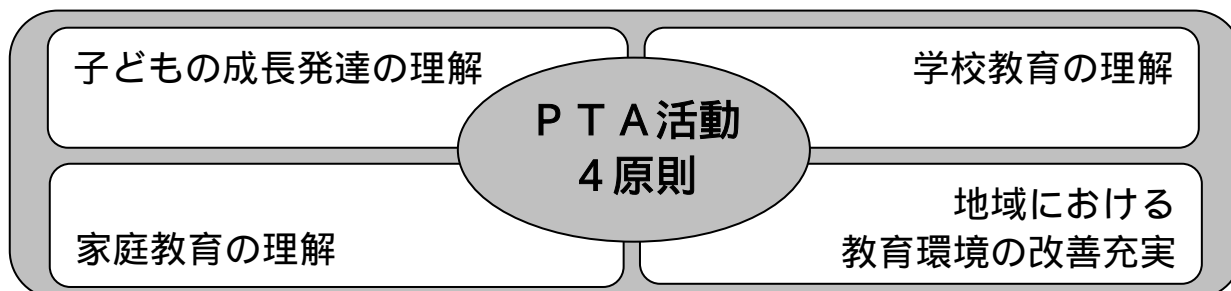 子どもの成長発達の理解
学校教育の理解
ＰＴＡ活動
４原則
家庭教育の理解
地域における
教育環境の改善充実